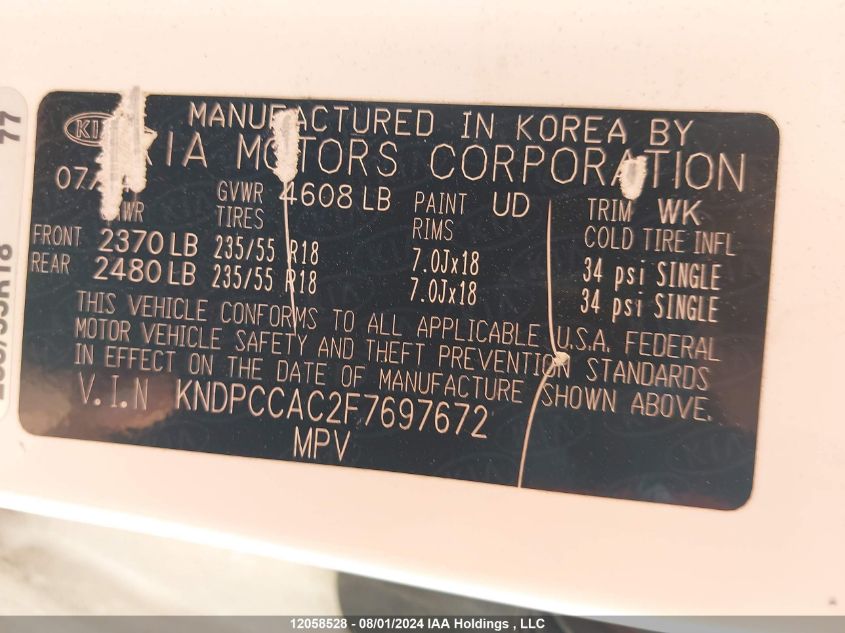 77
MANUFACTURED IN KOREA BY
KIA MOTORS CORPORATION
07/ GVWR 4608 LB PAINT UD TRIM WK
TIRES RIMS COLD TIRE INFL
FRONT 2370 LB 235/55 R18 7.0Jx18 34 psi SINGLE
REAR 2480 LB 235/55 R18 7.0Jx18 34 psi SINGLE
THIS VEHICLE CONFORMS TO ALL APPLICABLE U.S.A. FEDERAL
MOTOR VEHICLE SAFETY AND THEFT PREVENTION STANDARDS
IN EFFECT ON THE DATE OF MANUFACTURE SHOWN ABOVE.
V.I.N KNDPCCAC2F7697672
MPV
12058528 - 08/01/2024 IAA Holdings , LLC